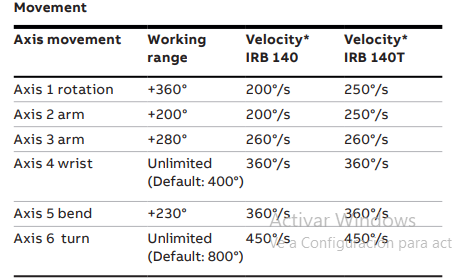 Movement
Axis movement Working range Velocity* IRB 140 Velocity* IRB 140T
Axis 1 rotation +360° 200°/s 250°/s
Axis 2 arm +200° 200°/s 250°/s
Axis 3 arm +280° 260°/s 260°/s
Axis 4 wrist Unlimited (Default: 400°) 360°/s 360°/s
Axis 5 bend +230° 360°/s 360°/s
Axis 6 turn Unlimited (Default: 800°) 450°/s 450°/s
Activar Windows
Ve a Configuración para act